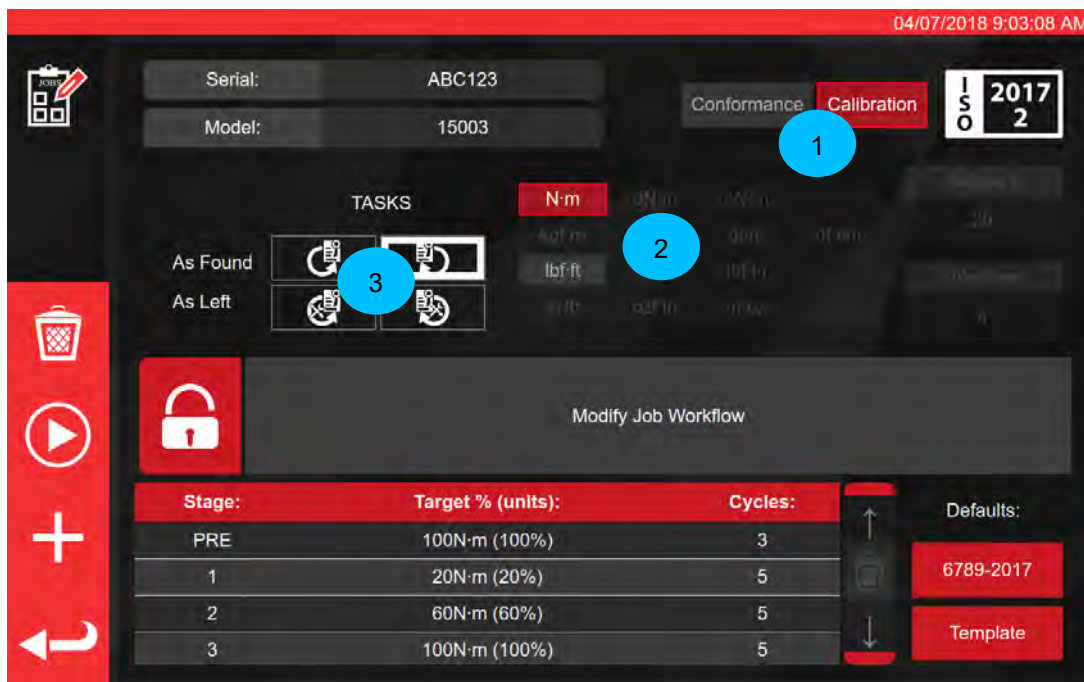 04/07/2018 9:03:08 AM
JOBS
Serial: ABC123
Model: 15003
Conformance Calibration
ISO 2017 2
1
TASKS
N·m
2
As Found
As Left
3
lbf·ft
Modify Job Workflow
Stage: Target % (units): Cycles:
PRE 100N·m (100%) 3
1 20N·m (20%) 5
2 60N·m (60%) 5
3 100N·m (100%) 5
Defaults:
6789-2017
Template